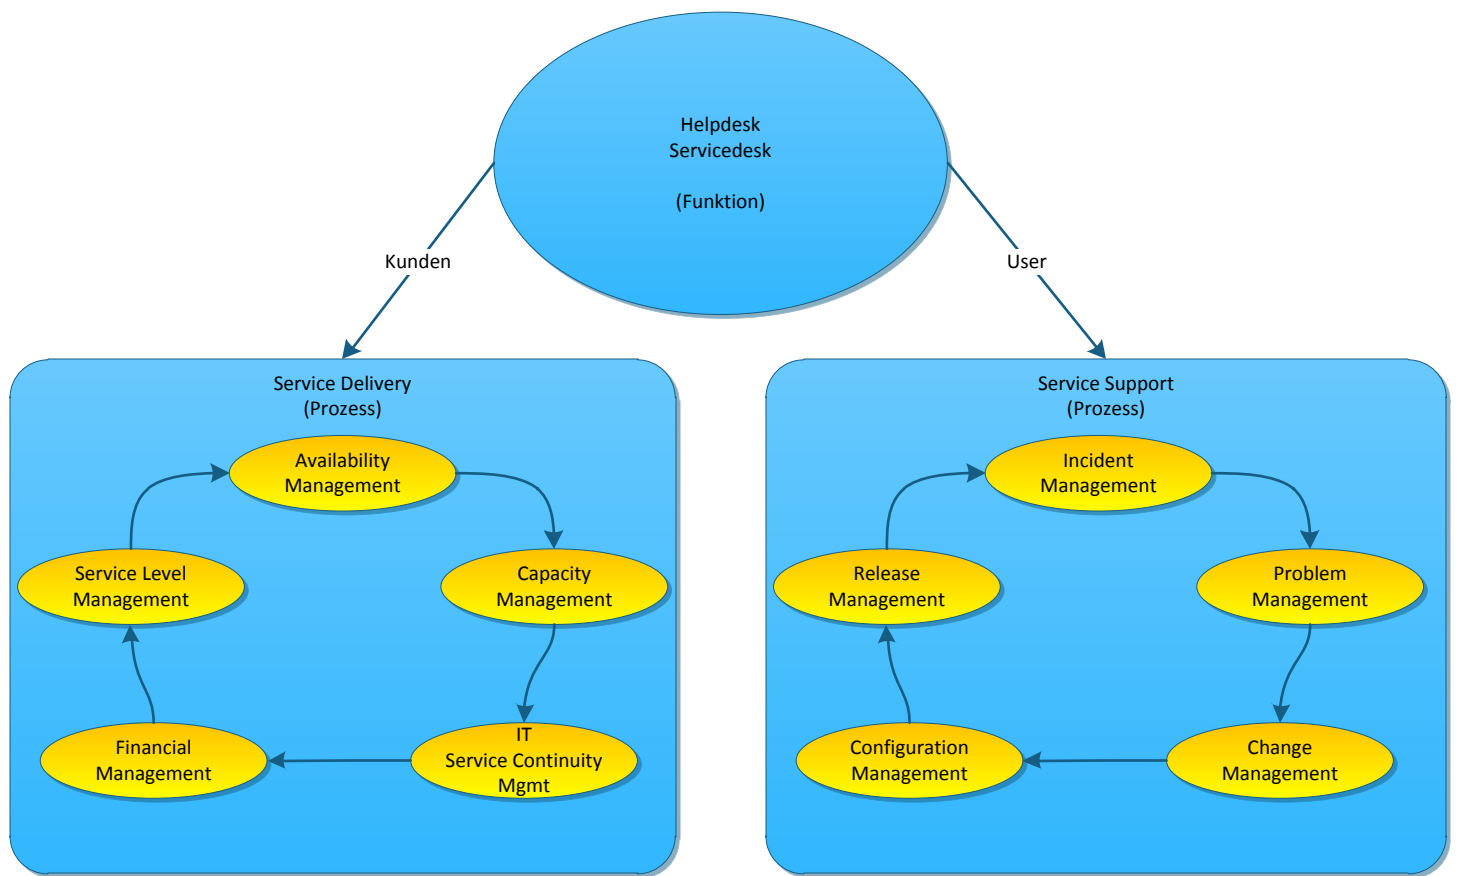 Helpdesk
Servicedesk
(Funktion)
Kunden
User
Service Delivery
(Prozess)
Availability
Management
Service Level
Management
Capacity
Management
Financial
Management
IT
Service Continuity
Mgmt
Service Support
(Prozess)
Incident
Management
Release
Management
Problem
Management
Configuration
Management
Change
Management